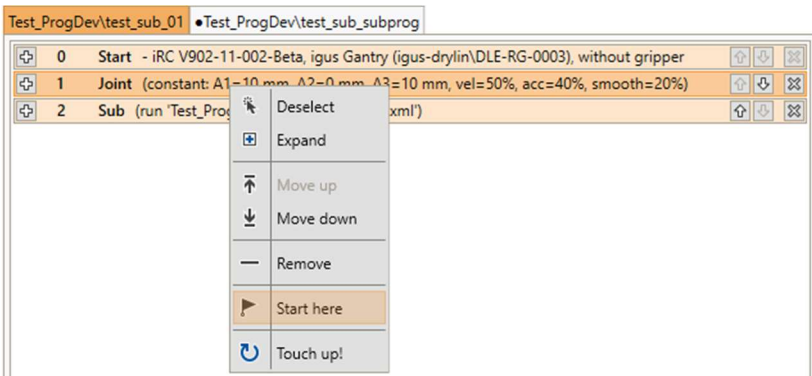 Test_ProgDev\test_sub_01 ●Test_ProgDev\test_sub_subprog
0 Start - iRC V902-11-002-Beta, igus Gantry (igus-drylin\DLE-RG-0003), without gripper
1 Joint (constant: A1=10 mm, A2=0 mm, A3=10 mm, vel=50%, acc=40%, smooth=20%)
2 Sub (run 'Test_Prog xml')
Deselect
Expand
Move up
Move down
Remove
Start here
Touch up!